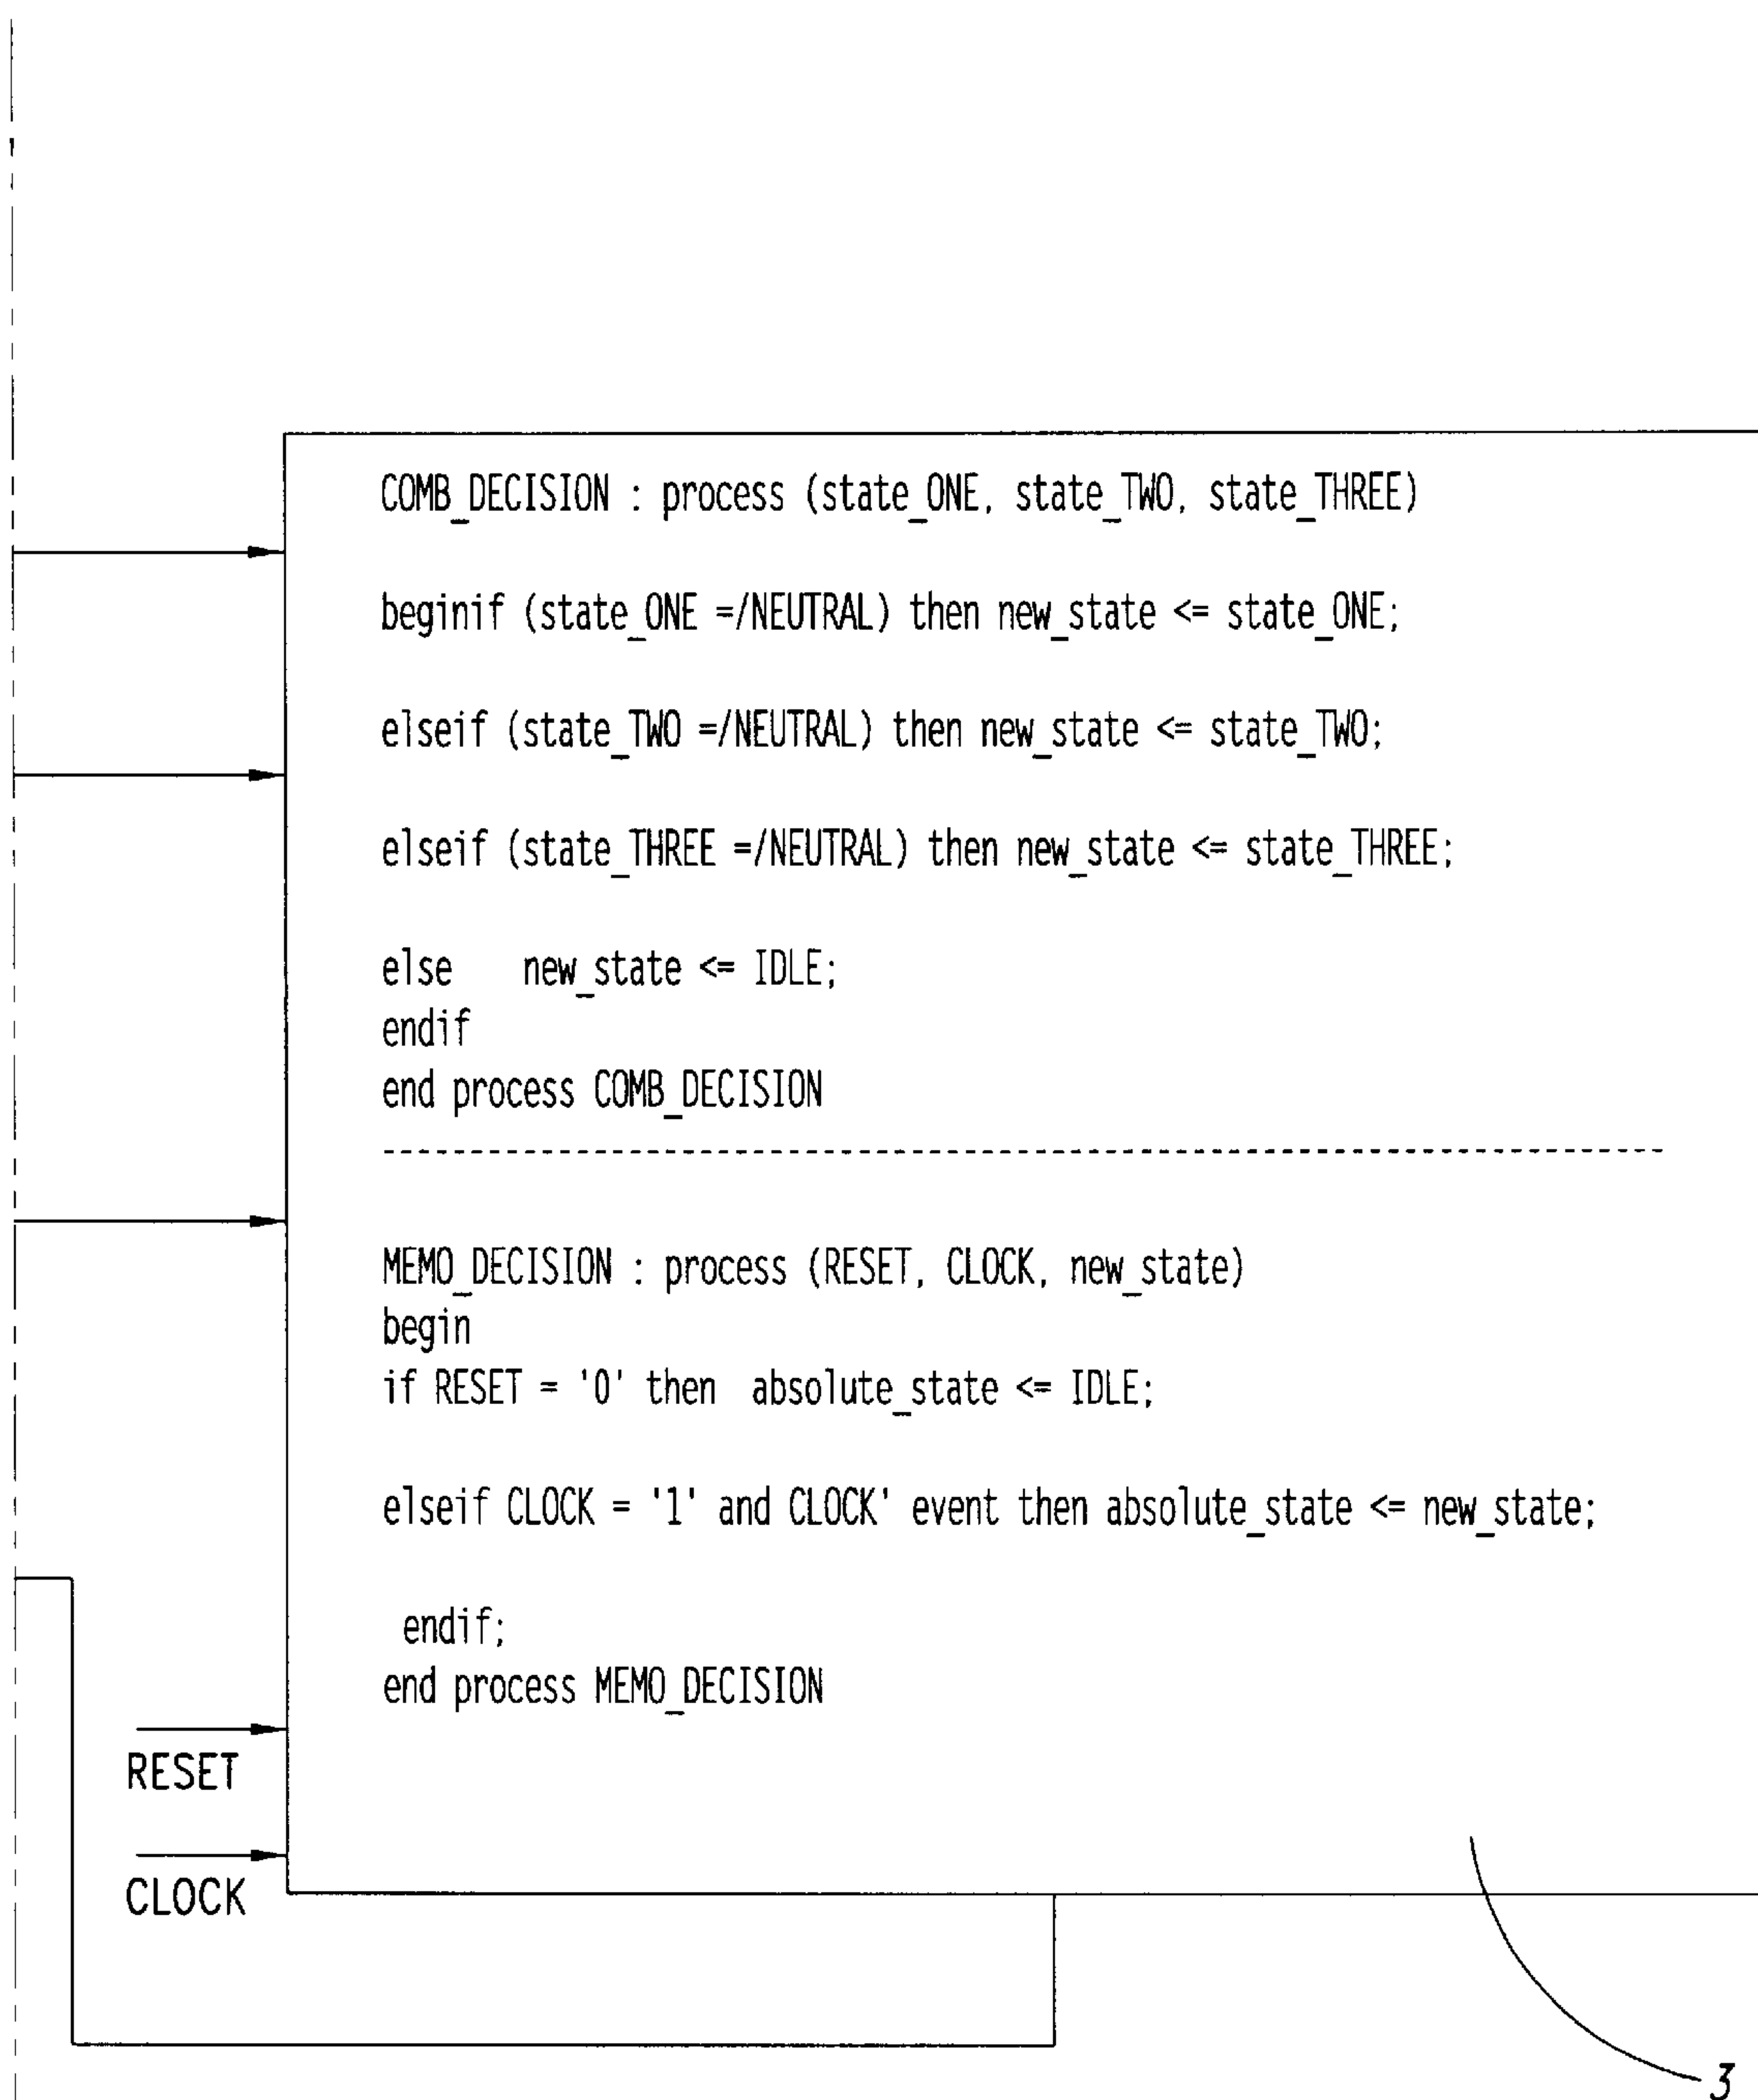 COMB_DECISION : process (state_ONE, state_TWO, state_THREE)
beginif (state_ONE =/NEUTRAL) then new_state <= state_ONE;
elseif (state_TWO =/NEUTRAL) then new_state <= state_TWO;
elseif (state_THREE =/NEUTRAL) then new_state <= state_THREE;
else new_state <= IDLE;
endif
end process COMB_DECISION
MEMO_DECISION : process (RESET, CLOCK, new_state)
begin
if RESET = '0' then absolute_state <= IDLE;
elseif CLOCK = '1' and CLOCK' event then absolute_state <= new_state;
endif;
end process MEMO_DECISION
RESET
CLOCK
3